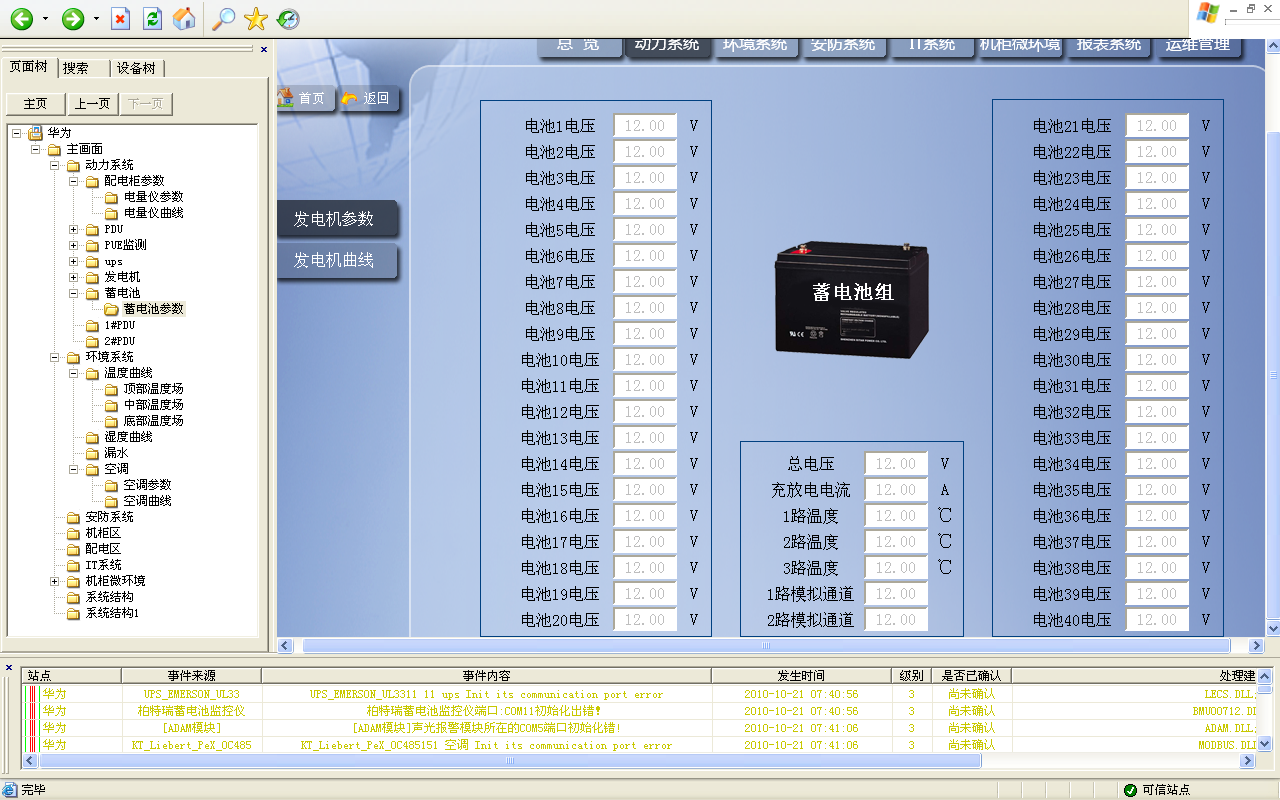 总 览 动力系统 环境系统 安防系统 IT系统 机柜微环境 报表系统 运维管理
页面树 搜索 设备树
主页 上一页 下一页
华为
主画面
动力系统
配电柜参数
电量仪参数
电量仪曲线
PDU
PUE监测
ups
发电机
蓄电池
蓄电池参数
1#PDU
2#PDU
环境系统
温度曲线
顶部温度场
中部温度场
底部温度场
湿度曲线
漏水
空调
空调参数
空调曲线
安防系统
机柜区
配电区
IT系统
机柜微环境
系统结构
系统结构1
首页 返回
发电机参数
发电机曲线
电池1电压 12.00 V
电池2电压 12.00 V
电池3电压 12.00 V
电池4电压 12.00 V
电池5电压 12.00 V
电池6电压 12.00 V
电池7电压 12.00 V
电池8电压 12.00 V
电池9电压 12.00 V
电池10电压 12.00 V
电池11电压 12.00 V
电池12电压 12.00 V
电池13电压 12.00 V
电池14电压 12.00 V
电池15电压 12.00 V
电池16电压 12.00 V
电池17电压 12.00 V
电池18电压 12.00 V
电池19电压 12.00 V
电池20电压 12.00 V
蓄电池组
总电压 12.00 V
充放电电流 12.00 A
1路温度 12.00 ℃
2路温度 12.00 ℃
3路温度 12.00 ℃
1路模拟通道 12.00
2路模拟通道 12.00
电池21电压 12.00 V
电池22电压 12.00 V
电池23电压 12.00 V
电池24电压 12.00 V
电池25电压 12.00 V
电池26电压 12.00 V
电池27电压 12.00 V
电池28电压 12.00 V
电池29电压 12.00 V
电池30电压 12.00 V
电池31电压 12.00 V
电池32电压 12.00 V
电池33电压 12.00 V
电池34电压 12.00 V
电池35电压 12.00 V
电池36电压 12.00 V
电池37电压 12.00 V
电池38电压 12.00 V
电池39电压 12.00 V
电池40电压 12.00 V
站点 事件来源 事件内容 发生时间 级别 是否已确认 处理建
华为 UPS_EMERSON_UL33 UPS_EMERSON_UL3311 11 ups Init its communication port error 2010-10-21 07:40:56 3 尚未确认 LECS.DLL;
华为 柏特瑞蓄电池监控仪 柏特瑞蓄电池监控仪端口:COM11初始化出错! 2010-10-21 07:40:56 3 尚未确认 BMU00712.Dl
华为 [ADAM模块] [ADAM模块]声光报警模块所在的COM5端口初始化错! 2010-10-21 07:41:06 3 尚未确认 ADAM.DLL;
华为 KT_Liebert_PeX_OC485 KT_Liebert_PeX_OC485151 空调 Init its communication port error 2010-10-21 07:41:06 3 尚未确认 MODBUS.DLl
完毕 可信站点